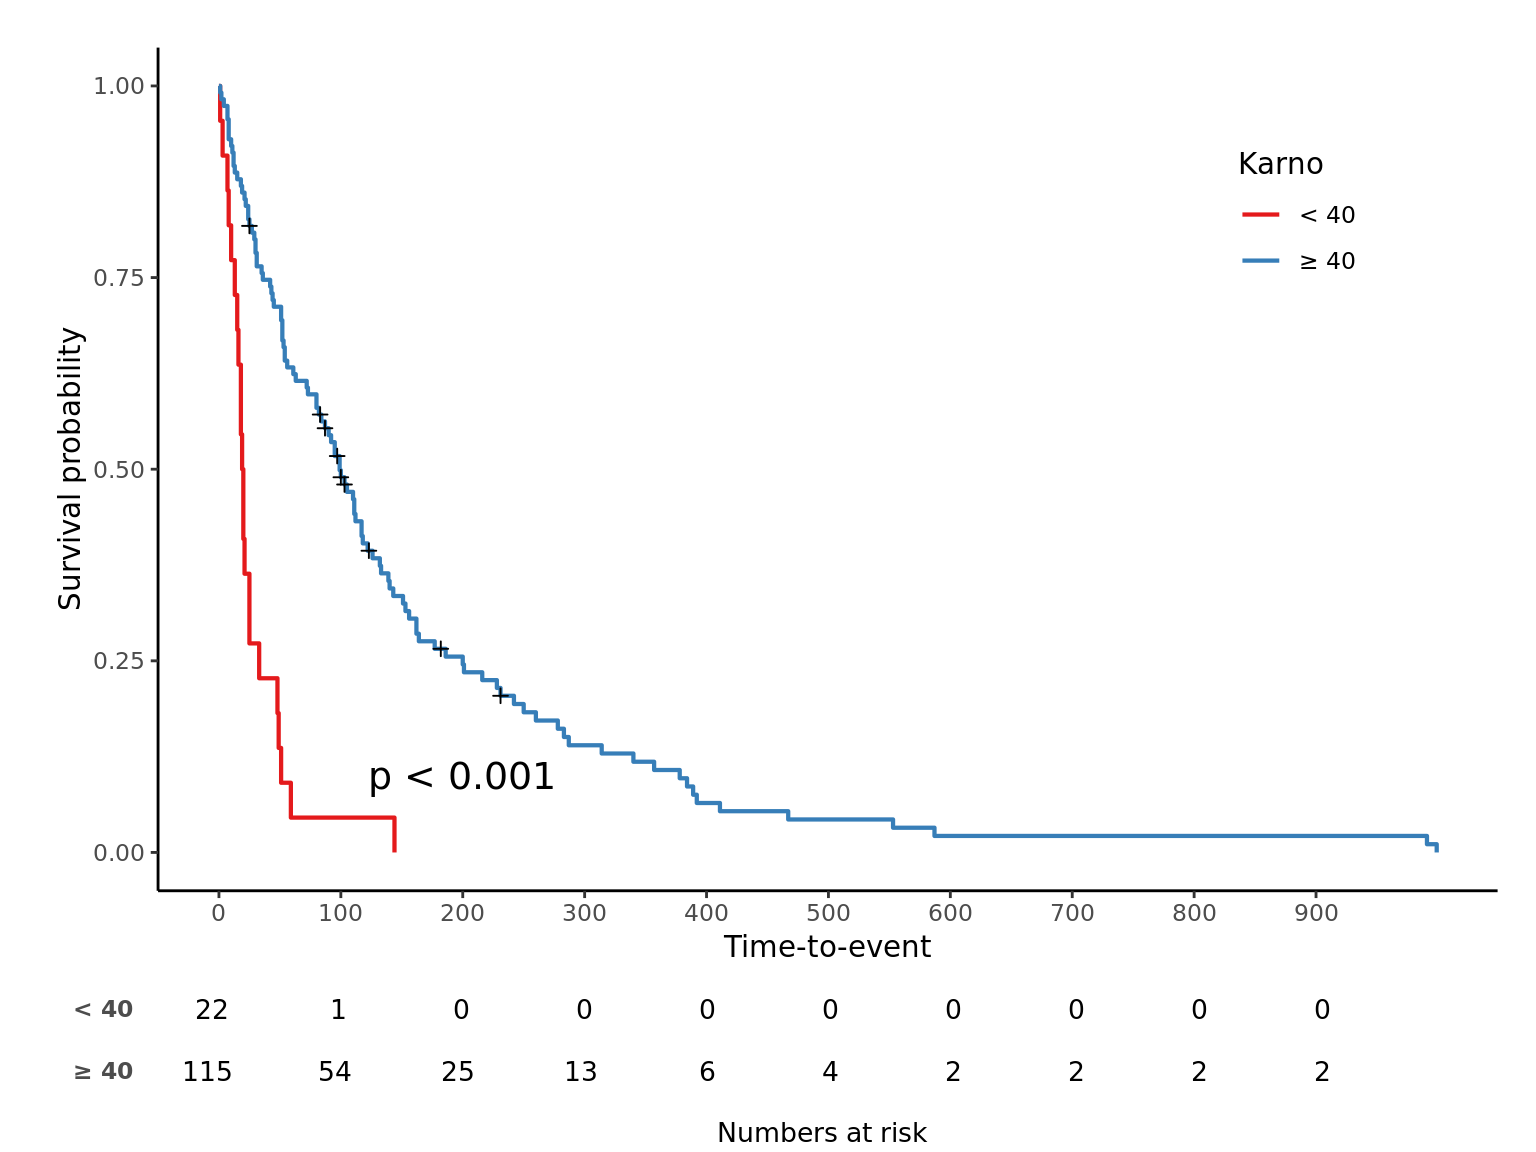 1.00
0.75
0.50
0.25
0.00
Survival probability
Karno
< 40
≥ 40
p < 0.001
0 100 200 300 400 500 600 700 800 900
Time-to-event
< 40 22 1 0 0 0 0 0 0 0 0
≥ 40 115 54 25 13 6 4 2 2 2 2
Numbers at risk